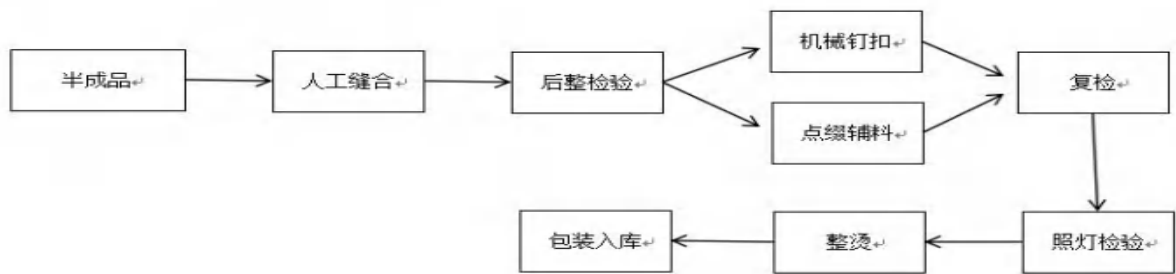 半成品
人工缝合
后整检验
机械钉扣
点缀辅料
复检
照灯检验
整烫
包装入库